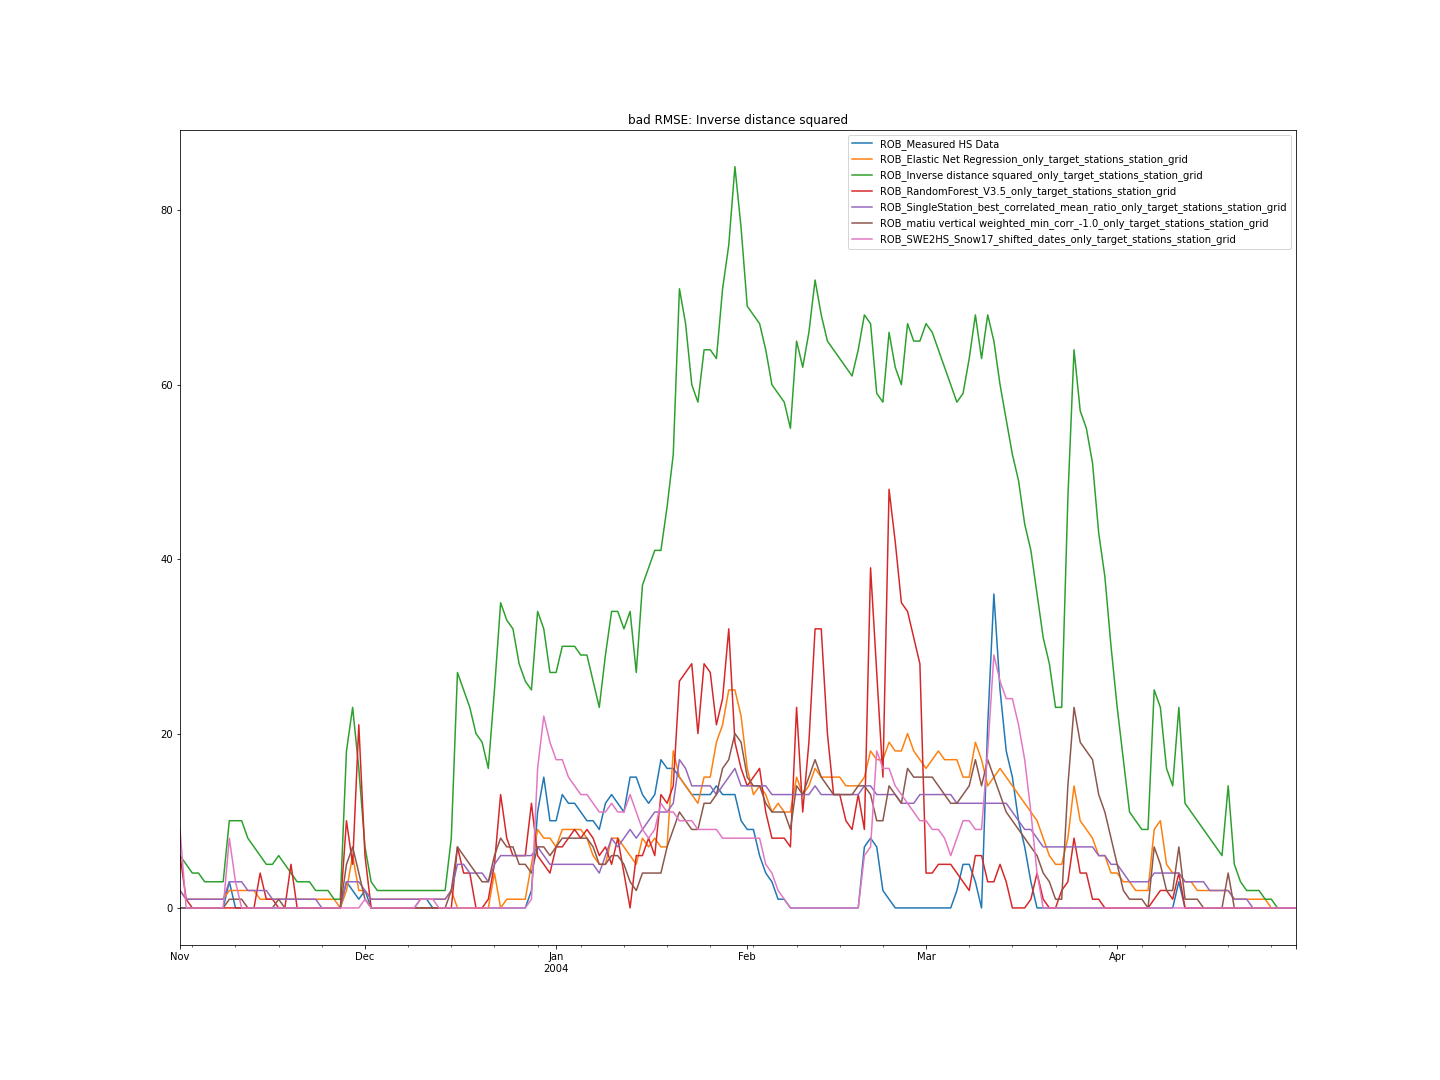 bad RMSE: Inverse distance squared
ROB_Measured HS Data
ROB_Elastic Net Regression_only_target_stations_station_grid
ROB_Inverse distance squared_only_target_stations_station_grid
ROB_RandomForest_V3.5_only_target_stations_station_grid
ROB_SingleStation_best_correlated_mean_ratio_only_target_stations_station_grid
ROB_matiu vertical weighted_min_corr_-1.0_only_target_stations_station_grid
ROB_SWE2HS_Snow17_shifted_dates_only_target_stations_station_grid
80
60
40
20
0
Nov Dec Jan Feb Mar Apr
2004